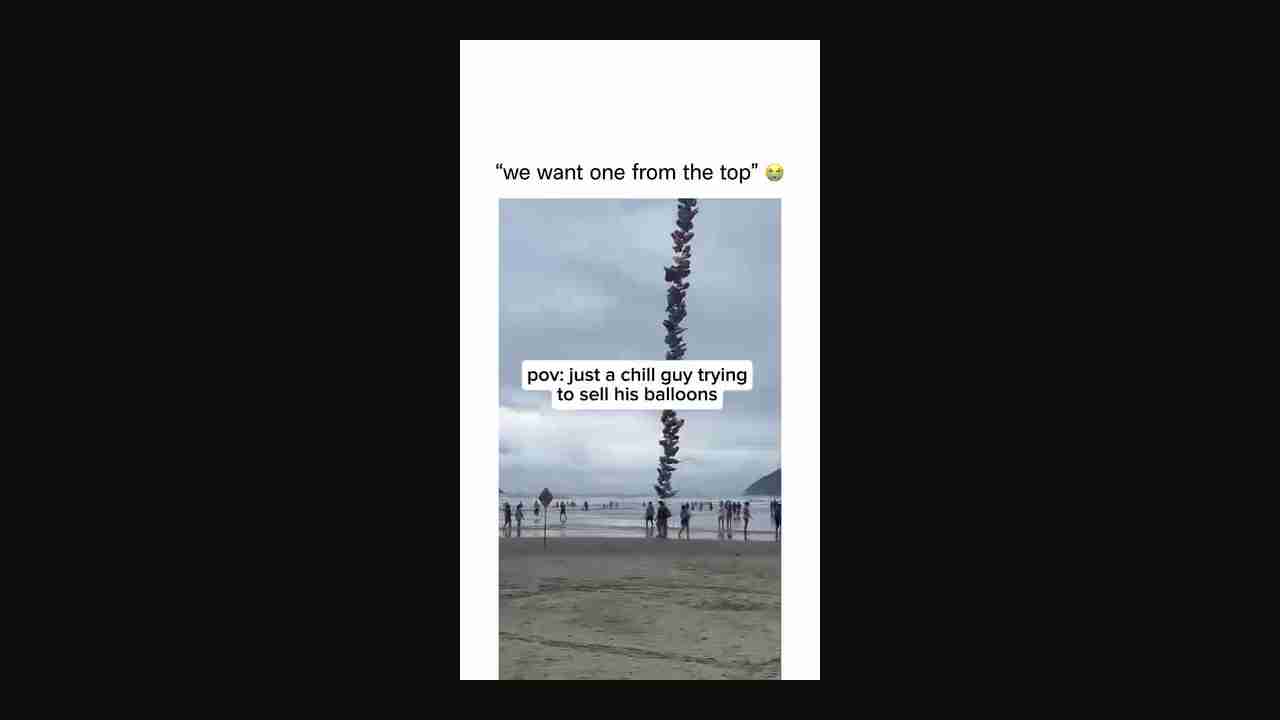 “we want one from the top” 😭
pov: just a chill guy trying
to sell his balloons